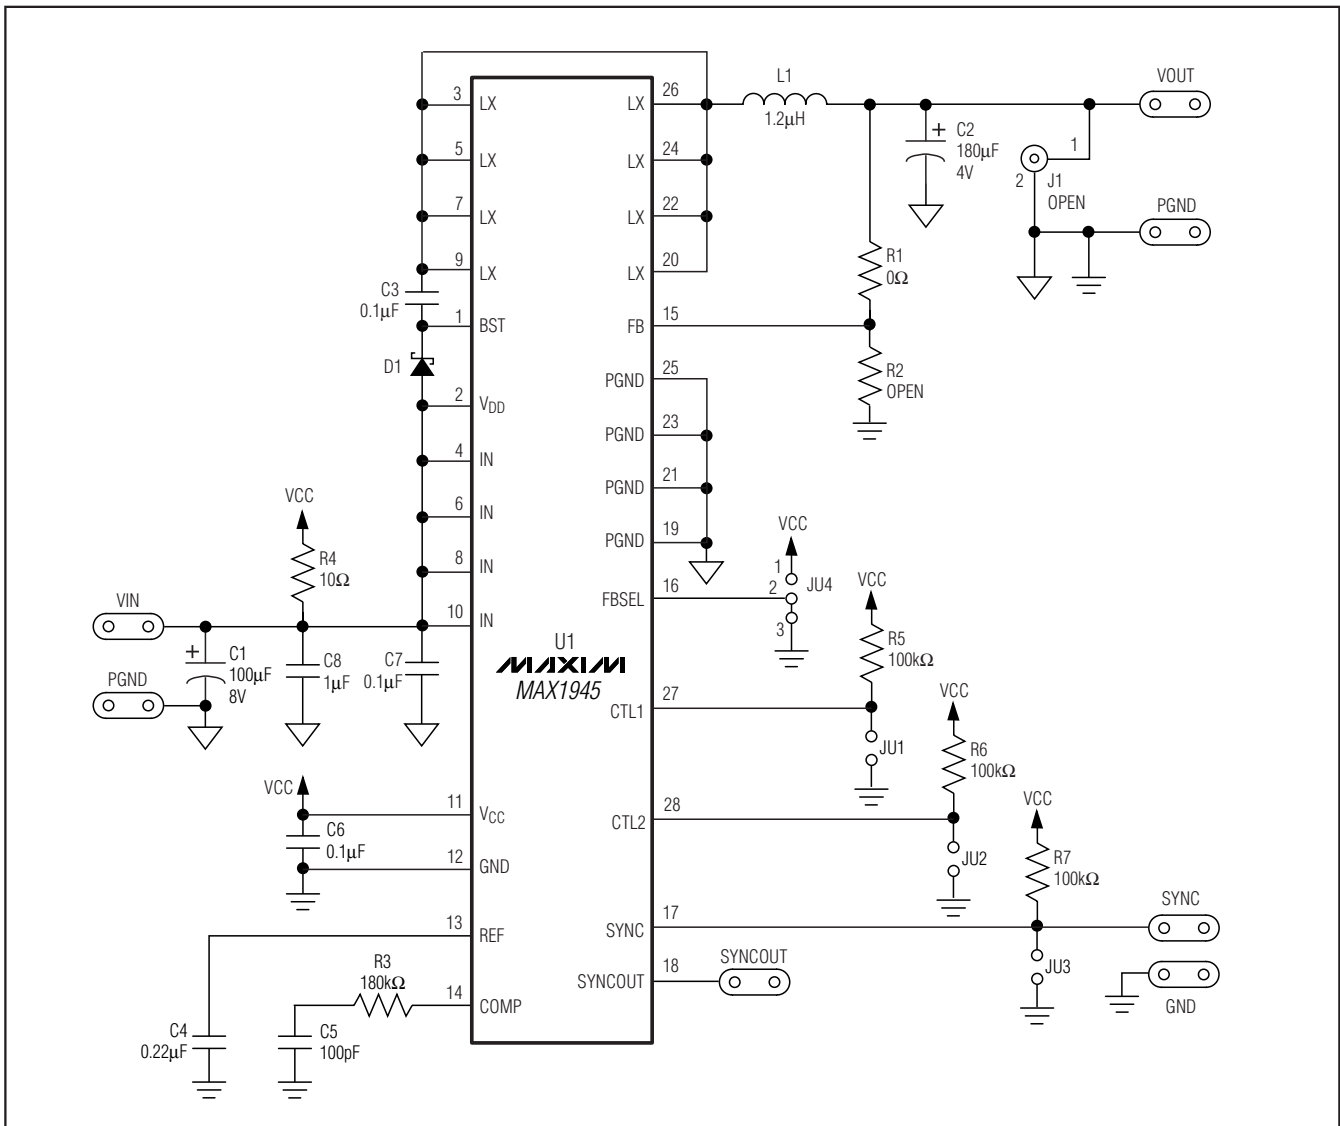 3 LX
5 LX
7 LX
9 LX
C3
0.1µF
1 BST
D1
2 VDD
4 IN
6 IN
8 IN
10 IN
VCC
R4
10Ω
VIN
+ C1
100µF
8V
PGND
C8
1µF
C7
0.1µF
VCC
11 VCC
C6
0.1µF
12 GND
13 REF
R3
180kΩ
14 COMP
C4
0.22µF
C5
100pF
U1
MAXIM
MAX1945
LX 26
LX 24
LX 22
LX 20
FB 15
PGND 25
PGND 23
PGND 21
PGND 19
FBSEL 16
CTL1 27
CTL2 28
SYNC 17
SYNCOUT 18
L1
1.2µH
+ C2
180µF
4V
R1
0Ω
R2
OPEN
1
2 J1
OPEN
VOUT
PGND
VCC
1
2 JU4
3
VCC
R5
100kΩ
JU1
VCC
R6
100kΩ
JU2
VCC
R7
100kΩ
JU3
SYNC
GND
SYNCOUT